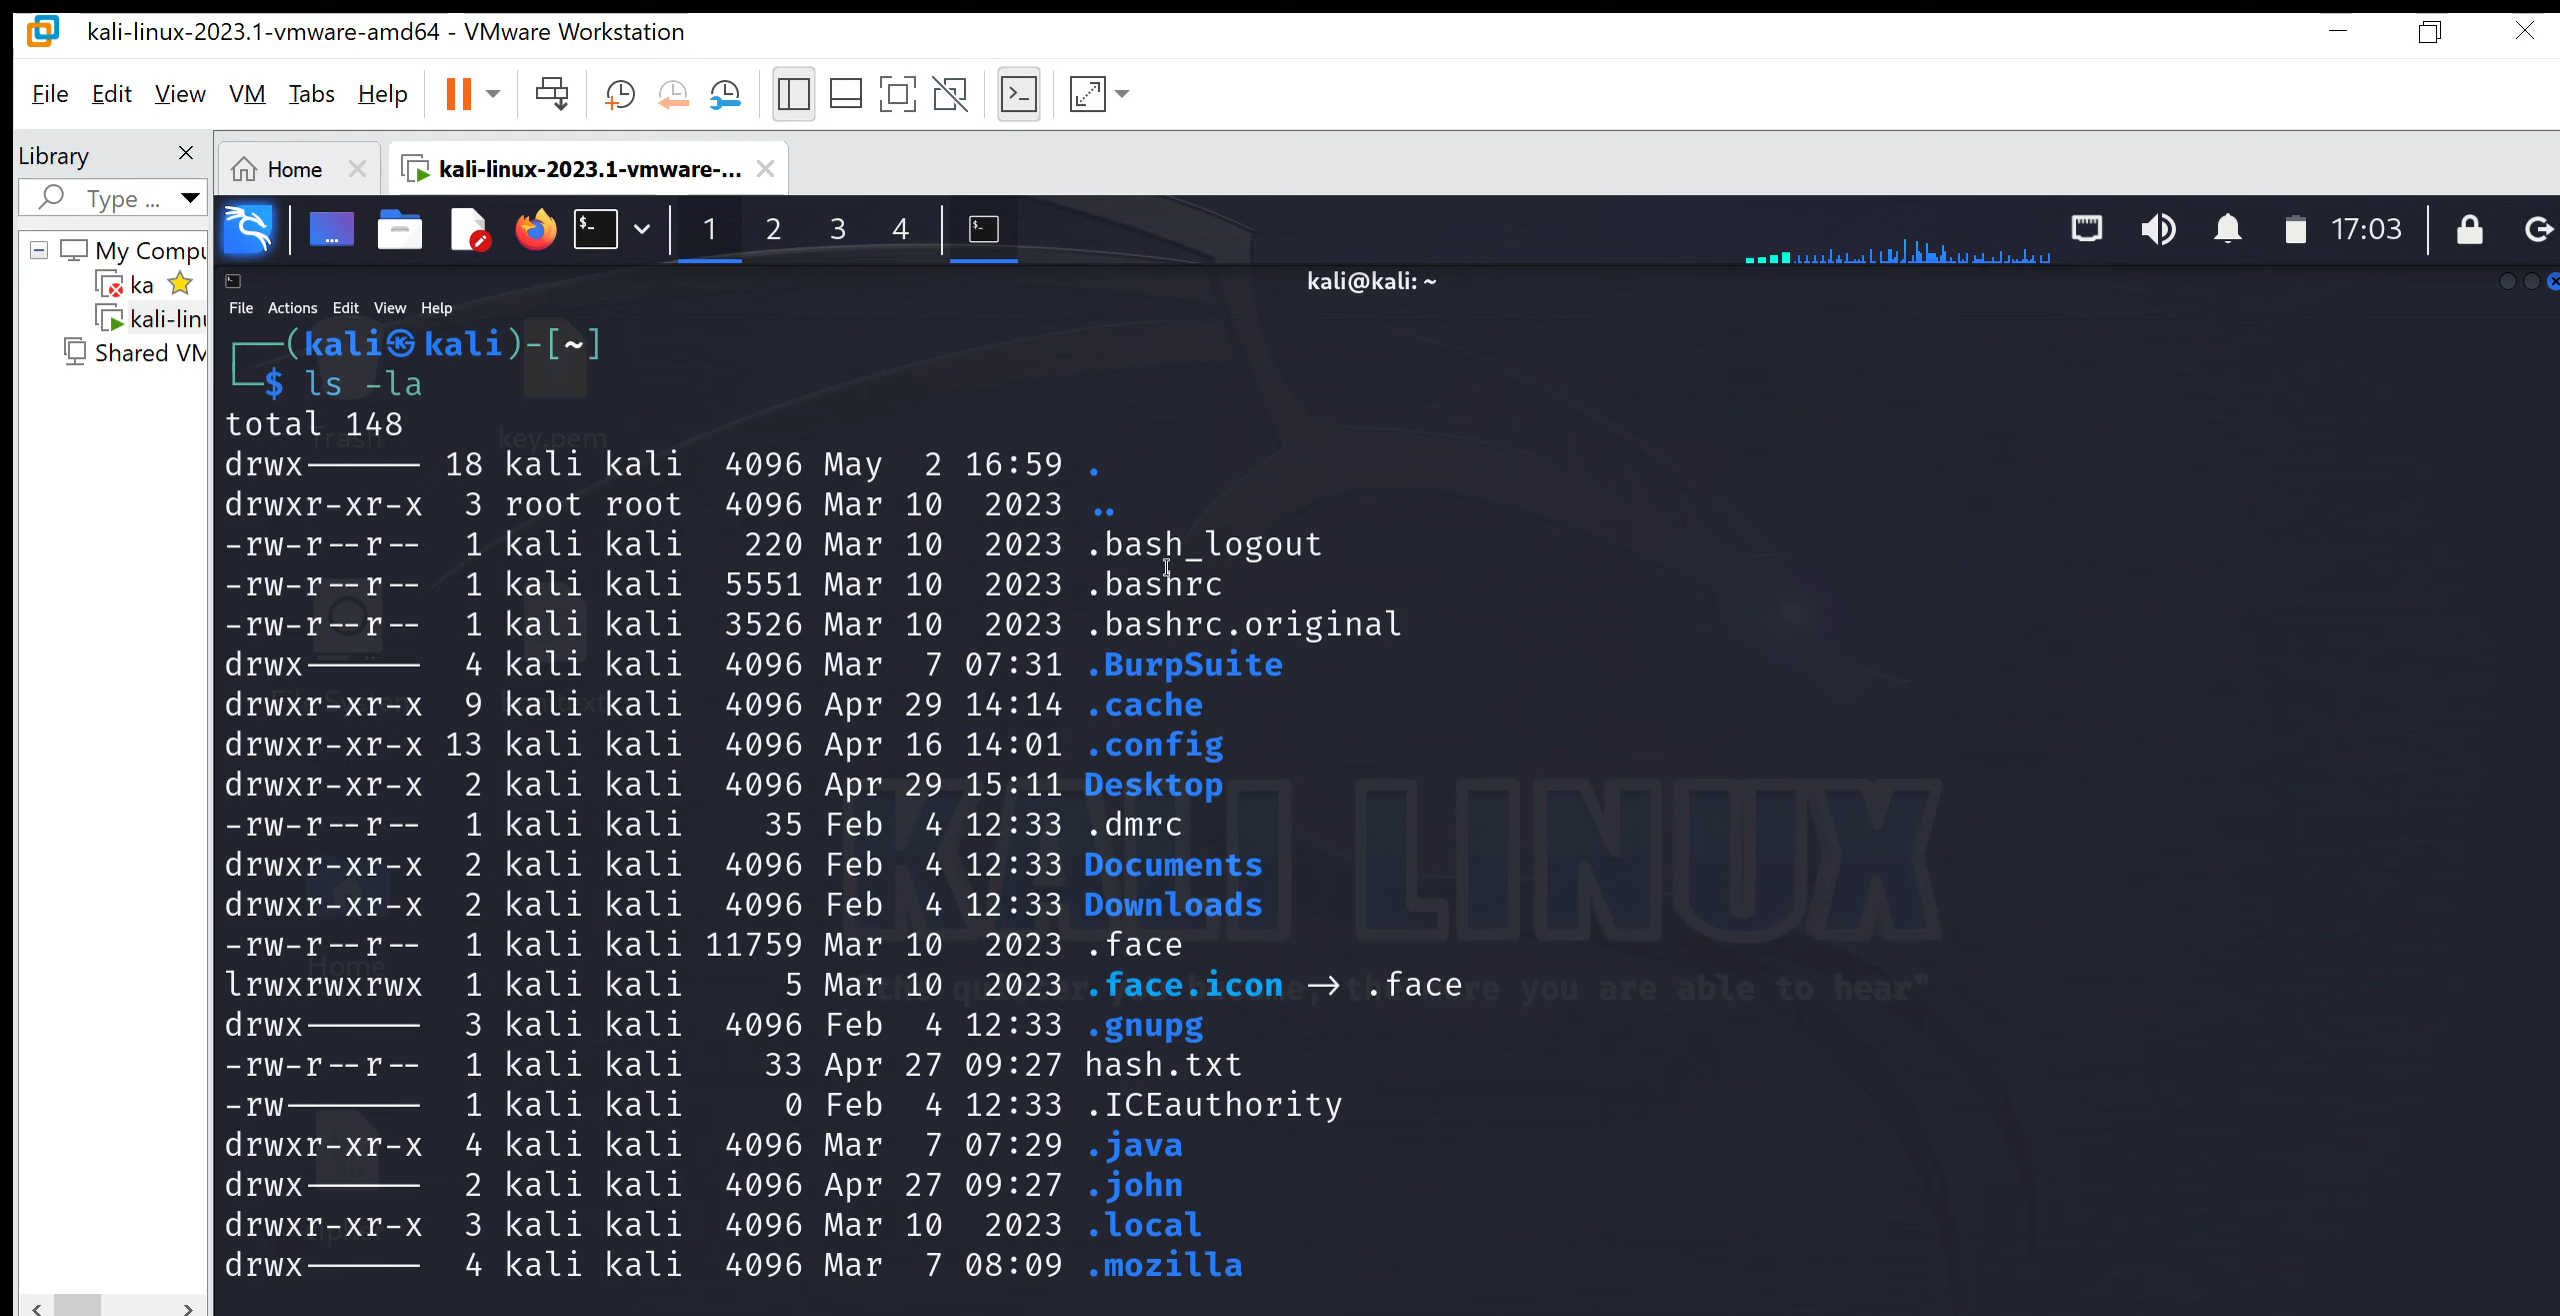 kali-linux-2023.1-vmware-amd64 - VMware Workstation
File Edit View VM Tabs Help
Library
Home
kali-linux-2023.1-vmware-...
Type ...
1 2 3 4
17:03
My Compu
ka
kali-linu
Shared VM
kali@kali: ~
File Actions Edit View Help
┌──(kali㉿kali)-[~]
└─$ ls -la
total 148
drwx------ 18 kali kali 4096 May 2 16:59 .
drwxr-xr-x 3 root root 4096 Mar 10 2023 ..
-rw-r--r-- 1 kali kali 220 Mar 10 2023 .bash_logout
-rw-r--r-- 1 kali kali 5551 Mar 10 2023 .bashrc
-rw-r--r-- 1 kali kali 3526 Mar 10 2023 .bashrc.original
drwx------ 4 kali kali 4096 Mar 7 07:31 .BurpSuite
drwxr-xr-x 9 kali kali 4096 Apr 29 14:14 .cache
drwxr-xr-x 13 kali kali 4096 Apr 16 14:01 .config
drwxr-xr-x 2 kali kali 4096 Apr 29 15:11 Desktop
-rw-r--r-- 1 kali kali 35 Feb 4 12:33 .dmrc
drwxr-xr-x 2 kali kali 4096 Feb 4 12:33 Documents
drwxr-xr-x 2 kali kali 4096 Feb 4 12:33 Downloads
-rw-r--r-- 1 kali kali 11759 Mar 10 2023 .face
lrwxrwxrwx 1 kali kali 5 Mar 10 2023 .face.icon -> .face
drwx------ 3 kali kali 4096 Feb 4 12:33 .gnupg
-rw-r--r-- 1 kali kali 33 Apr 27 09:27 hash.txt
-rw------- 1 kali kali 0 Feb 4 12:33 .ICEauthority
drwxr-xr-x 4 kali kali 4096 Mar 7 07:29 .java
drwx------ 2 kali kali 4096 Apr 27 09:27 .john
drwxr-xr-x 3 kali kali 4096 Mar 10 2023 .local
drwx------ 4 kali kali 4096 Mar 7 08:09 .mozilla
Trash
key.pem
Home
KALI LINUX
you are able to hear"